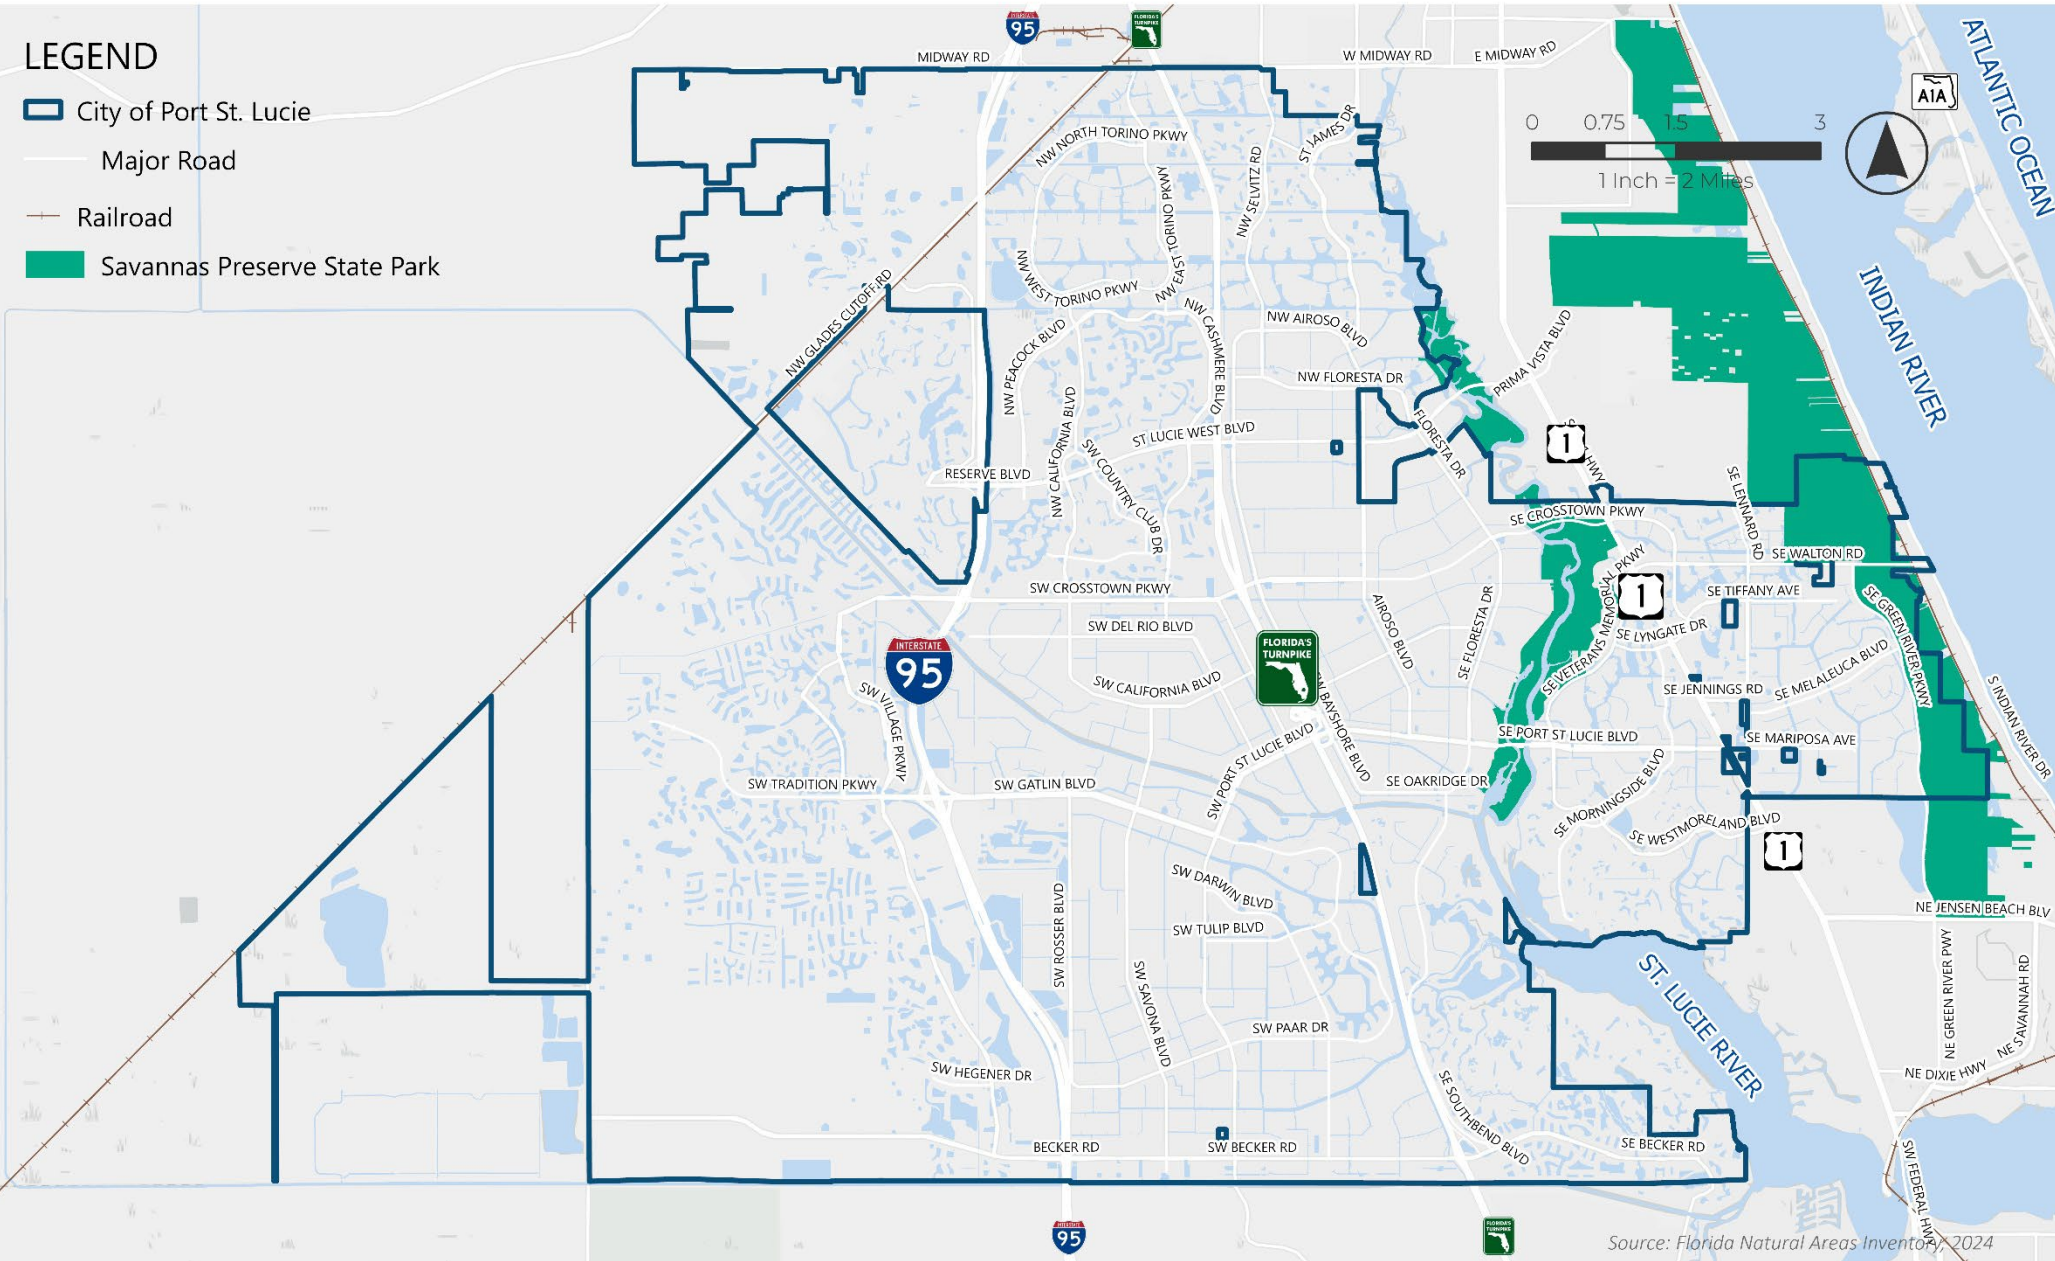 LEGEND
City of Port St. Lucie
Major Road
Railroad
Savannas Preserve State Park
INTERSTATE
95
FLORIDA'S
TURNPIKE
MIDWAY RD
W MIDWAY RD
E MIDWAY RD
A1A
ATLANTIC OCEAN
0 0.75 1.5 3
1 Inch = 2 Miles
NW NORTH TORINO PKWY
ST JAMES DR
NW SELVITZ RD
NW EAST TORINO PKWY
NW WEST TORINO PKWY
NW GLADES CUTOFF RD
INDIAN RIVER
NW PEACOCK BLVD
NW CASHMERE BLVD
NW AIROSO BLVD
PRIMA VISTA BLVD
NW FLORESTA DR
NW CALIFORNIA BLVD
ST LUCIE WEST BLVD
FLORESTA DR
1
HWY
RESERVE BLVD
SW COUNTRY CLUB DR
SE LENNARD RD
SE CROSSTOWN PKWY
SE WALTON RD
SW CROSSTOWN PKWY
SE TIFFANY AVE
1
SW DEL RIO BLVD
AIROSO BLVD
SE FLORESTA DR
SE LYNGATE DR
SE GREEN RIVER PKWY
INTERSTATE
95
FLORIDA'S
TURNPIKE
SW CALIFORNIA BLVD
SE VETERANS MEMORIAL PKWY
SE JENNINGS RD
SE MELALEUCA BLVD
S INDIAN RIVER DR
SW VILLAGE PKWY
SW BAYSHORE BLVD
SE PORT ST LUCIE BLVD
SE MARIPOSA AVE
SW PORT ST LUCIE BLVD
SW TRADITION PKWY
SW GATLIN BLVD
SE OAKRIDGE DR
SE MORNINGSIDE BLVD
SE WESTMORELAND BLVD
1
SW DARWIN BLVD
SW ROSSER BLVD
SW TULIP BLVD
NE JENSEN BEACH BLV
SW SAVONA BLVD
ST. LUCIE RIVER
NE GREEN RIVER PWY
NE SAVANNAH RD
SW PAAR DR
SW HEGENER DR
NE DIXIE HWY
SE SOUTHBEND BLVD
BECKER RD
SW BECKER RD
SE BECKER RD
SW FEDERAL HWY
INTERSTATE
95
FLORIDA'S
TURNPIKE
Source: Florida Natural Areas Inventory, 2024